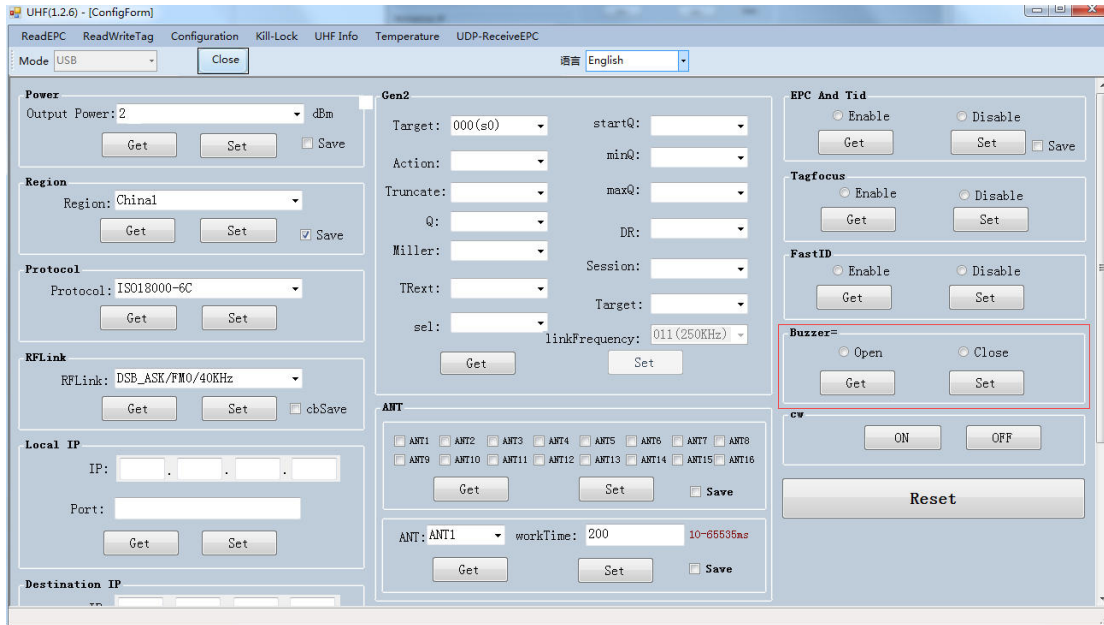 UHF(1.2.6) - [ConfigForm]
ReadEPC ReadWriteTag Configuration Kill-Lock UHF Info Temperature UDP-ReceiveEPC
Mode USB Close 语言 English
Power
Output Power: 2 dBm
Get Set Save
Region
Region: China1
Get Set Save
Protocol
Protocol: ISO18000-6C
Get Set
RFLink
RFLink: DSB_ASK/FM0/40KHz
Get Set cbSave
Local IP
IP: . . .
Port:
Get Set
Destination IP
Gen2
Target: 000(s0) startQ:
Action: minQ:
Truncate: maxQ:
Q: DR:
Miller: Session:
TRext: Target:
sel: linkFrequency: 011(250KHz)
Get Set
ANT
ANT1 ANT2 ANT3 ANT4 ANT5 ANT6 ANT7 ANT8
ANT9 ANT10 ANT11 ANT12 ANT13 ANT14 ANT15 ANT16
Get Set Save
ANT: ANT1 workTime: 200 10-65535ms
Get Set Save
EPC And Tid
Enable Disable
Get Set Save
Tagfocus
Enable Disable
Get Set
FastID
Enable Disable
Get Set
Buzzer=
Open Close
Get Set
CW
ON OFF
Reset